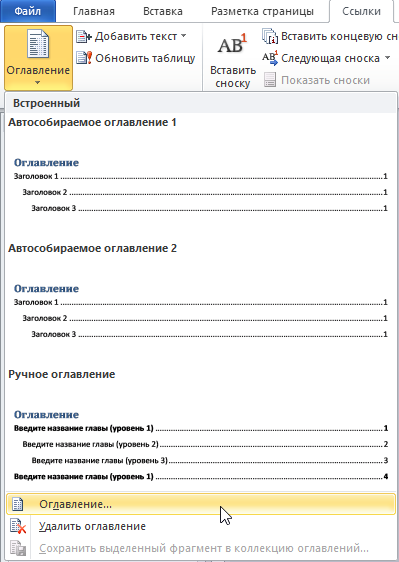 Файл Главная Вставка Разметка страницы Ссылки
Оглавление
Добавить текст
Обновить таблицу
AB¹
Вставить сноску
Вставить концевую сн
AB Следующая сноска
Показать сноски
Встроенный
Автособираемое оглавление 1
Оглавление
Заголовок 1 1
Заголовок 2 1
Заголовок 3 1
Автособираемое оглавление 2
Оглавление
Заголовок 1 1
Заголовок 2 1
Заголовок 3 1
Ручное оглавление
Оглавление
Введите название главы (уровень 1) 1
Введите название главы (уровень 2) 2
Введите название главы (уровень 3) 3
Введите название главы (уровень 1) 4
Оглавление...
Удалить оглавление
Сохранить выделенный фрагмент в коллекцию оглавлений...